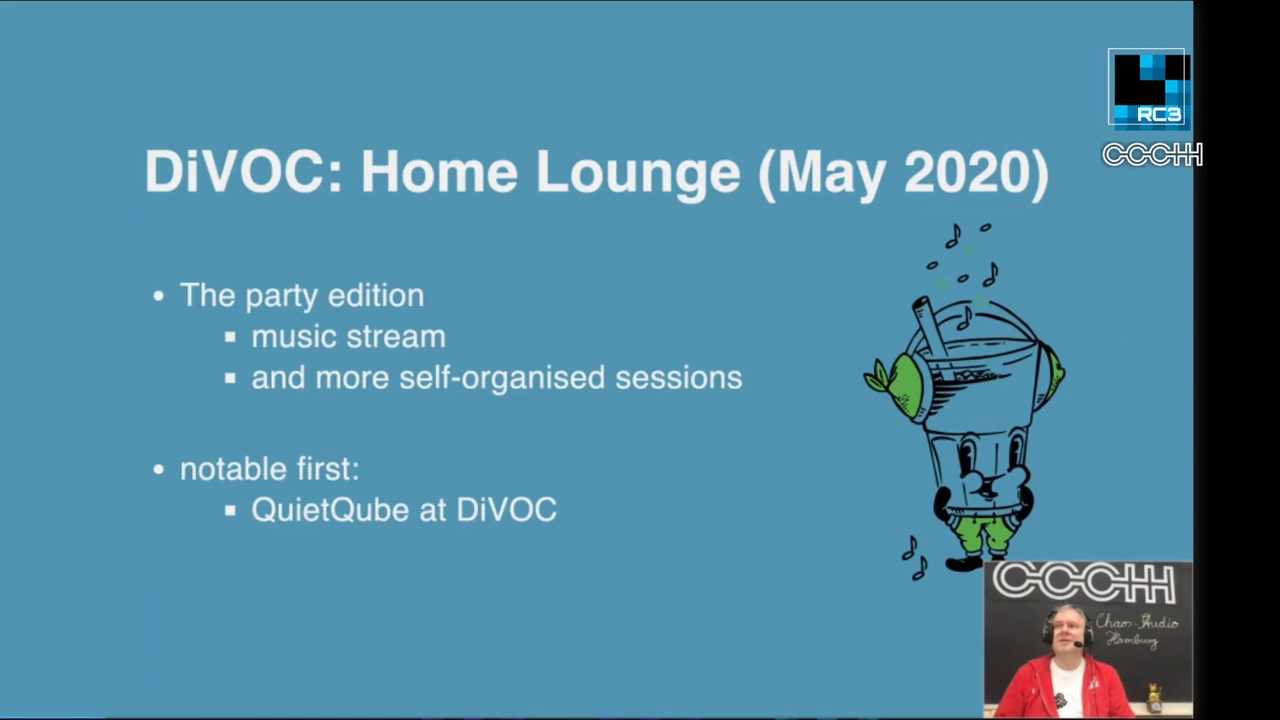 RC3
CCCHH
DiVOC: Home Lounge (May 2020)
The party edition
music stream
and more self-organised sessions
notable first:
QuietQube at DiVOC
CCCHH
Chaos-Audio
Hamburg